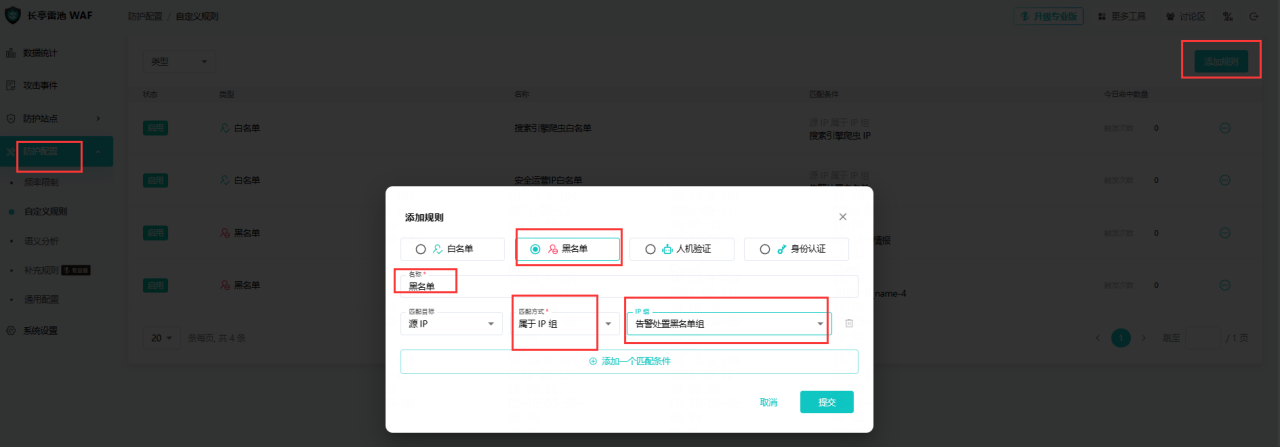 长亭雷池 WAF
防护配置 / 自定义规则
升级专业版
更多工具
讨论区
数据统计
攻击事件
防护站点
防护配置
频率限制
自定义规则
语义分析
补充规则
通用配置
系统设置
类型
添加规则
状态 类型 名称 匹配条件 今日命中数量
启用 白名单 搜索引擎爬虫白名单 源 IP 属于 IP 组 0
搜索引擎爬虫 IP
启用 白名单 安全运营IP白名单 源 IP 属于 IP 组 0
启用 黑名单 情报 0
启用 黑名单 name-4 0
20 条每页, 共 4 条 1 跳至 / 1 页
添加规则
白名单 黑名单 人机验证 身份认证
名称 *
黑名单
匹配目标 匹配方式 * IP 组
源 IP 属于 IP 组 告警处置黑名单组
添加一个匹配条件
取消 提交